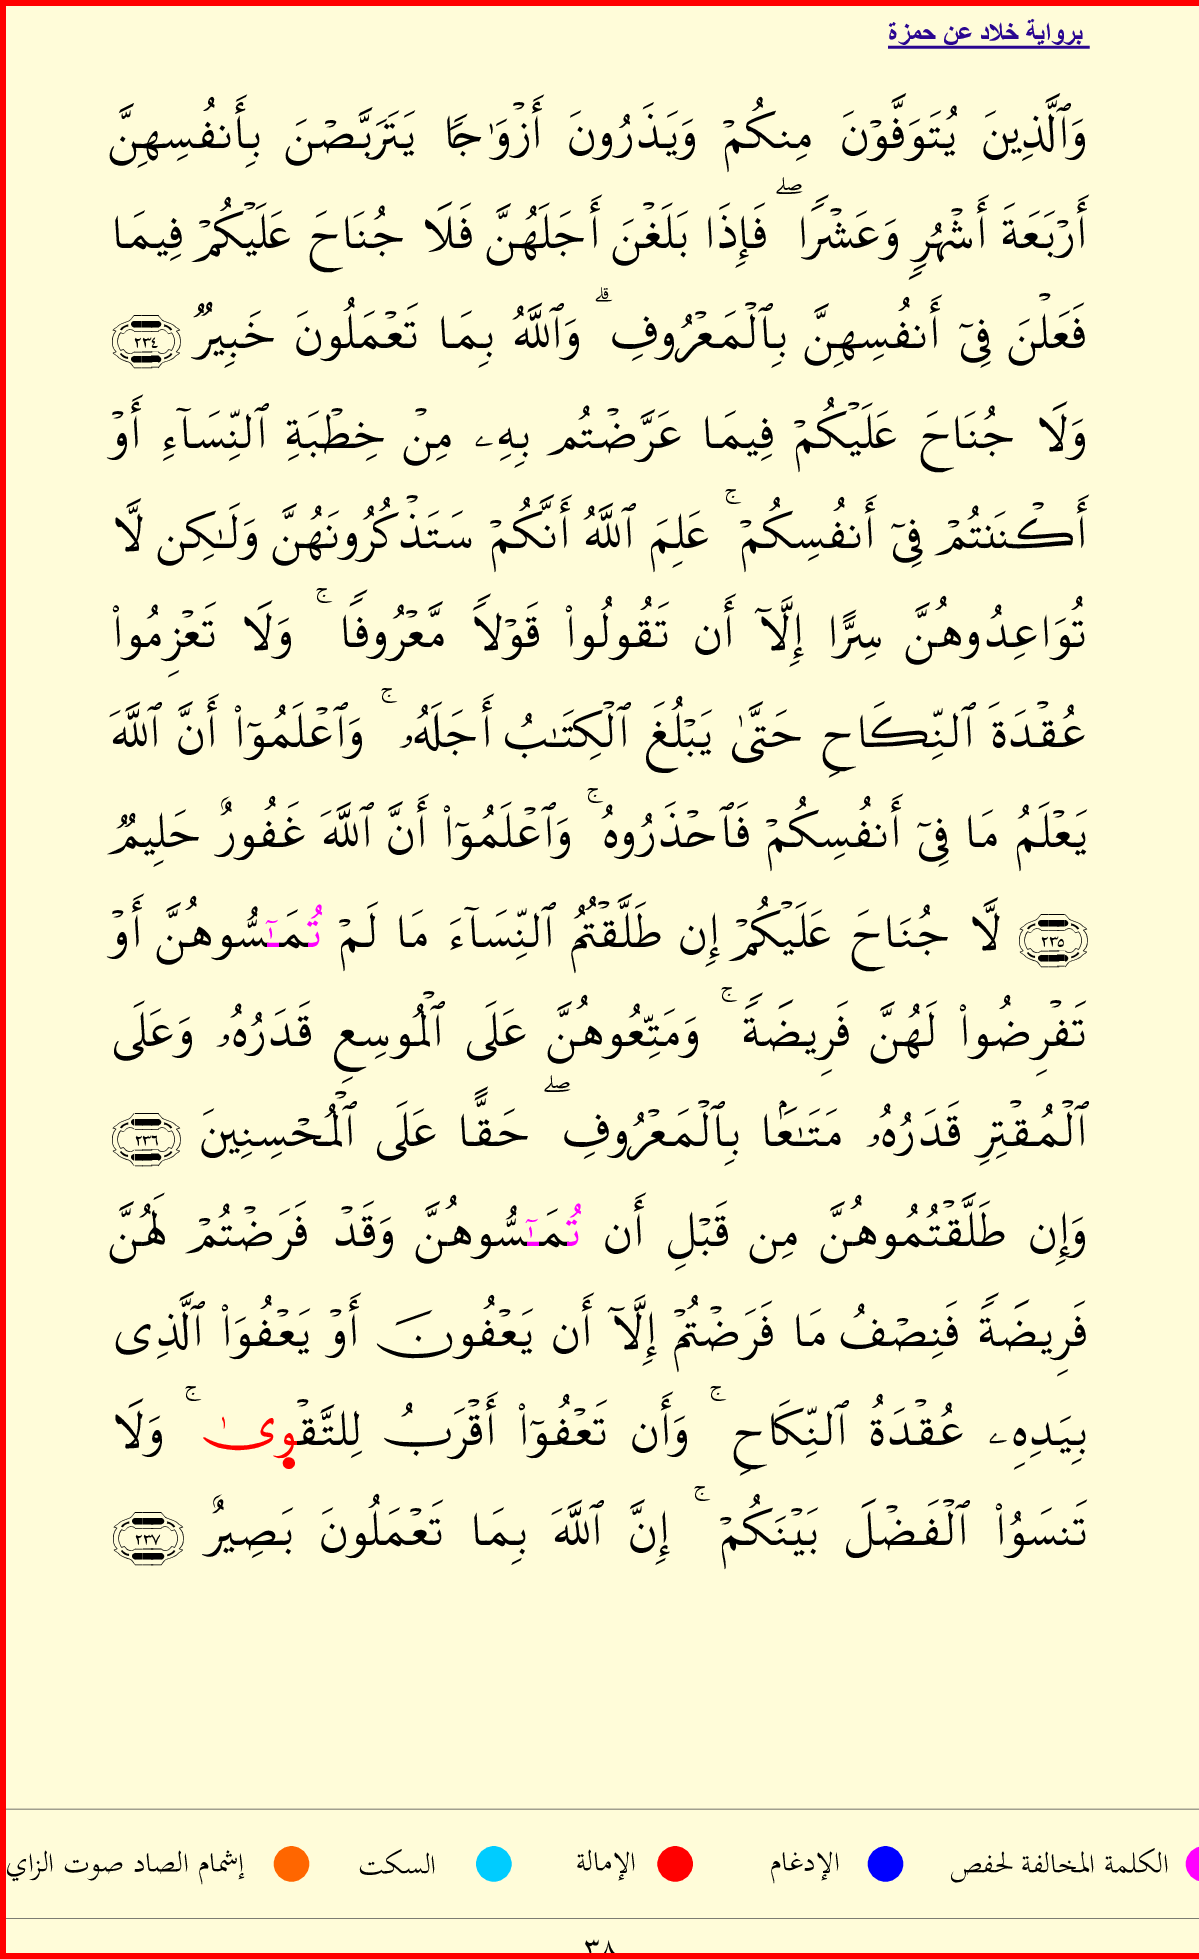 برواية خلاد عن حمزة
وَٱلَّذِينَ يُتَوَفَّوۡنَ مِنكُمۡ وَيَذَرُونَ أَزۡوَٰجٗا يَتَرَبَّصۡنَ بِأَنفُسِهِنَّ
أَرۡبَعَةَ أَشۡهُرٖ وَعَشۡرٗاۖ فَإِذَا بَلَغۡنَ أَجَلَهُنَّ فَلَا جُنَاحَ عَلَيۡكُمۡ فِيمَا
فَعَلۡنَ فِيٓ أَنفُسِهِنَّ بِٱلۡمَعۡرُوفِۗ وَٱللَّهُ بِمَا تَعۡمَلُونَ خَبِيرٞ ٢٣٤
وَلَا جُنَاحَ عَلَيۡكُمۡ فِيمَا عَرَّضۡتُم بِهِۦ مِنۡ خِطۡبَةِ ٱلنِّسَآءِ أَوۡ
أَكۡنَنتُمۡ فِيٓ أَنفُسِكُمۡۚ عَلِمَ ٱللَّهُ أَنَّكُمۡ سَتَذۡكُرُونَهُنَّ وَلَٰكِن لَّا
تُوَاعِدُوهُنَّ سِرًّا إِلَّآ أَن تَقُولُواْ قَوۡلٗا مَّعۡرُوفٗاۚ وَلَا تَعۡزِمُواْ
عُقۡدَةَ ٱلنِّكَاحِ حَتَّىٰ يَبۡلُغَ ٱلۡكِتَٰبُ أَجَلَهُۥۚ وَٱعۡلَمُوٓاْ أَنَّ ٱللَّهَ
يَعۡلَمُ مَا فِيٓ أَنفُسِكُمۡ فَٱحۡذَرُوهُۚ وَٱعۡلَمُوٓاْ أَنَّ ٱللَّهَ غَفُورٌ حَلِيمٞ
٢٣٥ لَّا جُنَاحَ عَلَيۡكُمۡ إِن طَلَّقۡتُمُ ٱلنِّسَآءَ مَا لَمۡ تُمَٰٓسُّوهُنَّ أَوۡ
تَفۡرِضُواْ لَهُنَّ فَرِيضَةٗۚ وَمَتِّعُوهُنَّ عَلَى ٱلۡمُوسِعِ قَدَرُهُۥ وَعَلَى
ٱلۡمُقۡتِرِ قَدَرُهُۥ مَتَٰعَۢا بِٱلۡمَعۡرُوفِۖ حَقًّا عَلَى ٱلۡمُحۡسِنِينَ ٢٣٦
وَإِن طَلَّقۡتُمُوهُنَّ مِن قَبۡلِ أَن تُمَٰٓسُّوهُنَّ وَقَدۡ فَرَضۡتُمۡ لَهُنَّ
فَرِيضَةٗ فَنِصۡفُ مَا فَرَضۡتُمۡ إِلَّآ أَن يَعۡفُونَ أَوۡ يَعۡفُوَاْ ٱلَّذِي
بِيَدِهِۦ عُقۡدَةُ ٱلنِّكَاحِۚ وَأَن تَعۡفُوٓاْ أَقۡرَبُ لِلتَّقۡوٜىٰۚ وَلَا
تَنسَوُاْ ٱلۡفَضۡلَ بَيۡنَكُمۡۚ إِنَّ ٱللَّهَ بِمَا تَعۡمَلُونَ بَصِيرٌ ٢٣٧
الكلمة المخالفة لحفص الإدغام الإمالة السكت إشمام الصاد صوت الزاي
٣٨